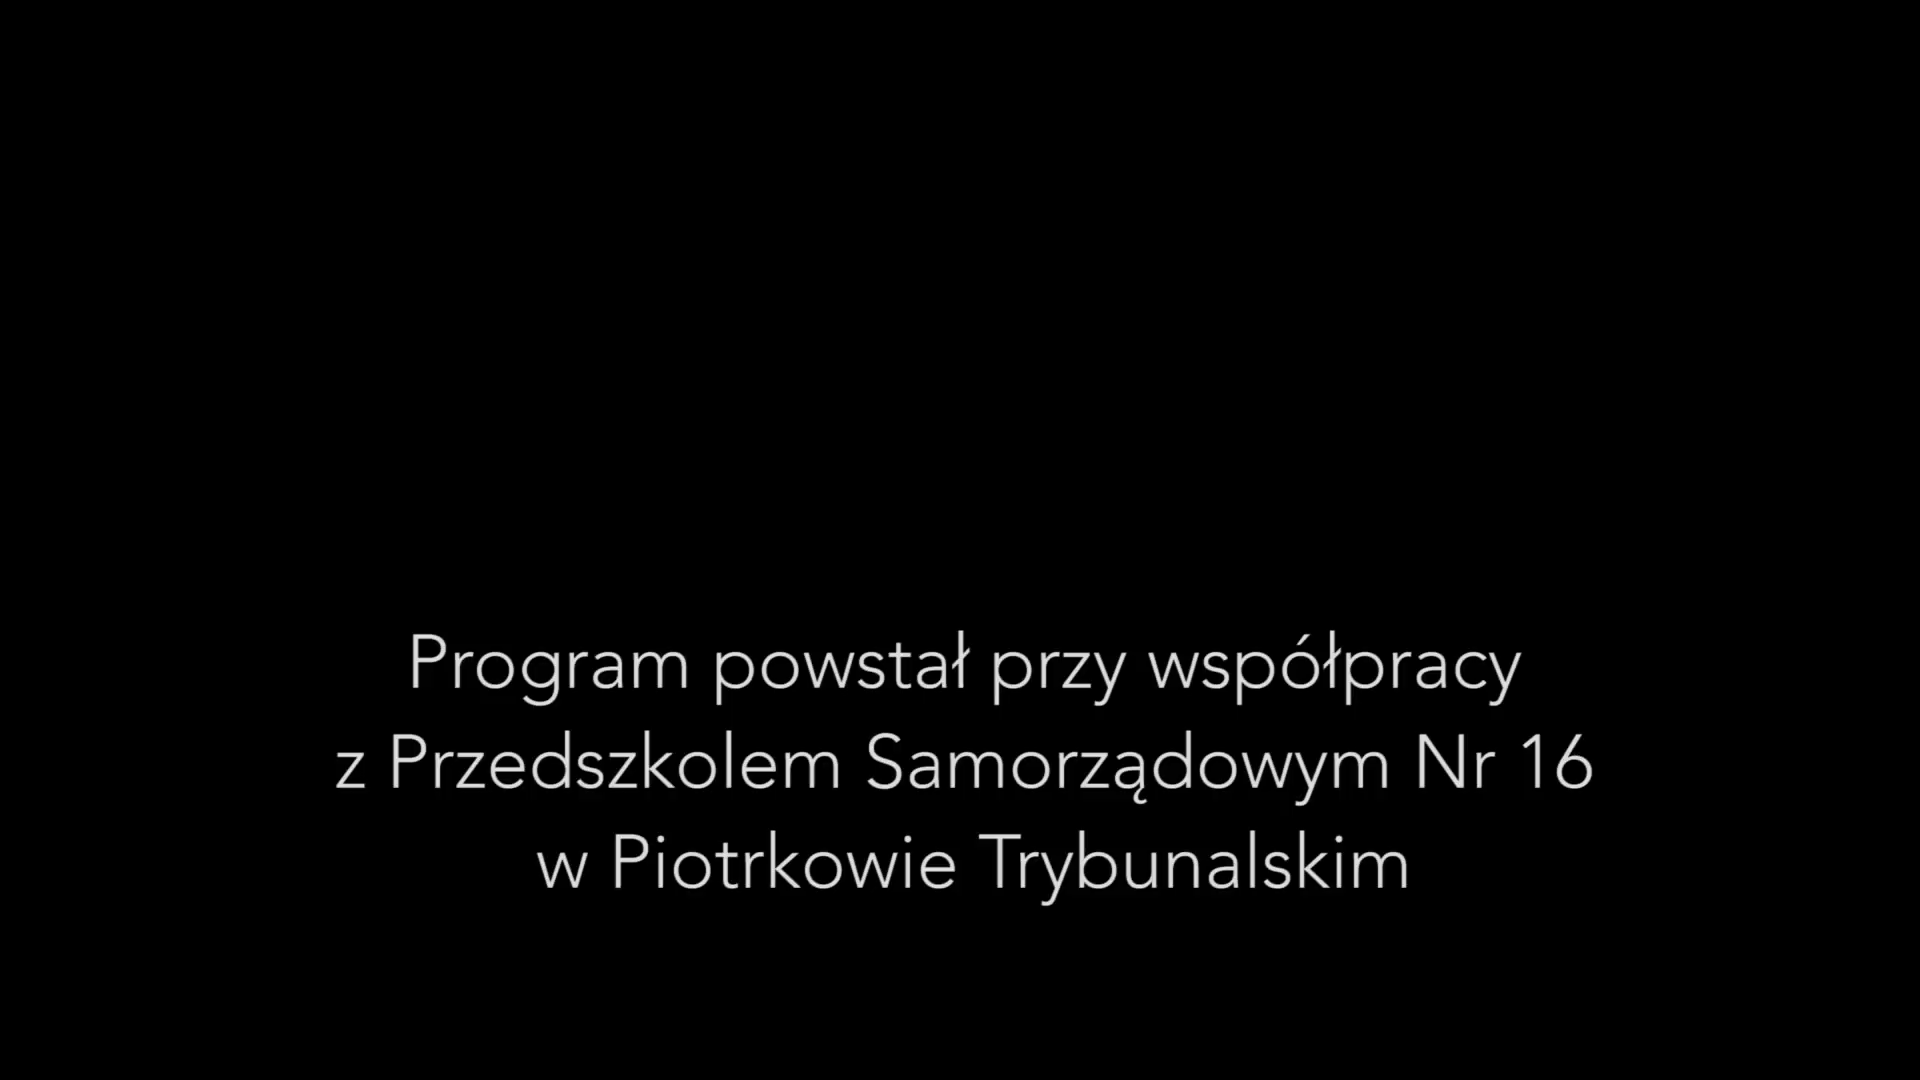 Program powstał przy współpracy
z Przedszkolem Samorządowym Nr 16
w Piotrkowie Trybunalskim